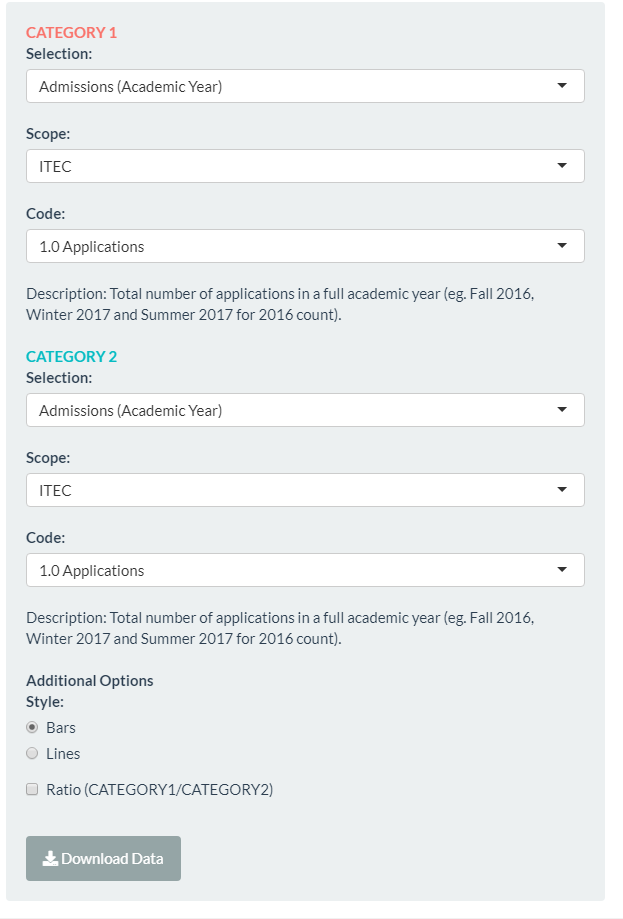 CATEGORY 1
Selection:
Admissions (Academic Year)
Scope:
ITEC
Code:
1.0 Applications
Description: Total number of applications in a full academic year (eg. Fall 2016,
Winter 2017 and Summer 2017 for 2016 count).
CATEGORY 2
Selection:
Admissions (Academic Year)
Scope:
ITEC
Code:
1.0 Applications
Description: Total number of applications in a full academic year (eg. Fall 2016,
Winter 2017 and Summer 2017 for 2016 count).
Additional Options
Style:
Bars
Lines
Ratio (CATEGORY1/CATEGORY2)
Download Data